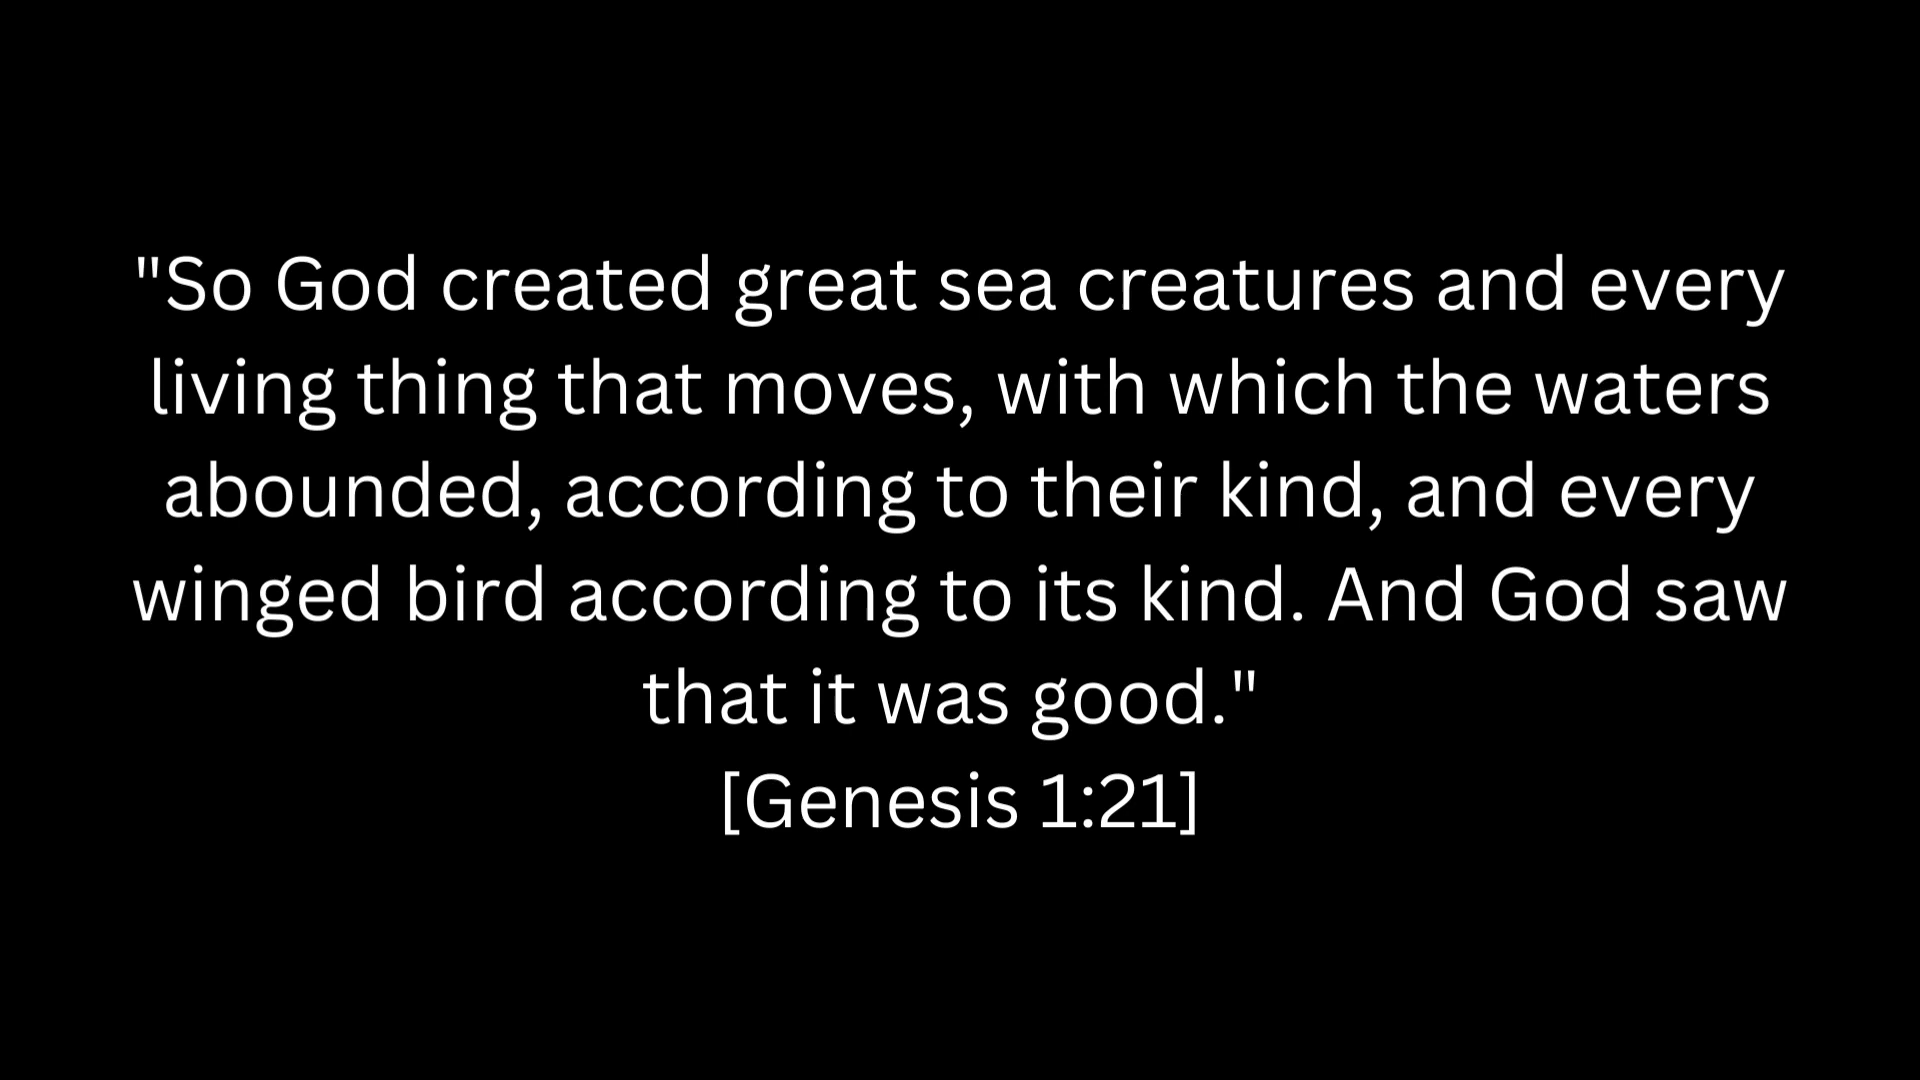 "So God created great sea creatures and every
living thing that moves, with which the waters
abounded, according to their kind, and every
winged bird according to its kind. And God saw
that it was good."
[Genesis 1:21]